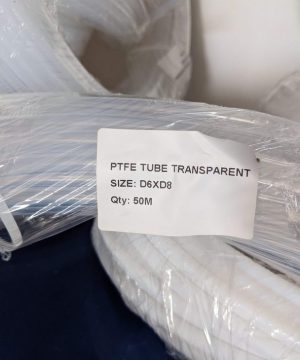 PTFE TUBE TRANSPARENT
SIZE: D6XD8
Qty: 50M